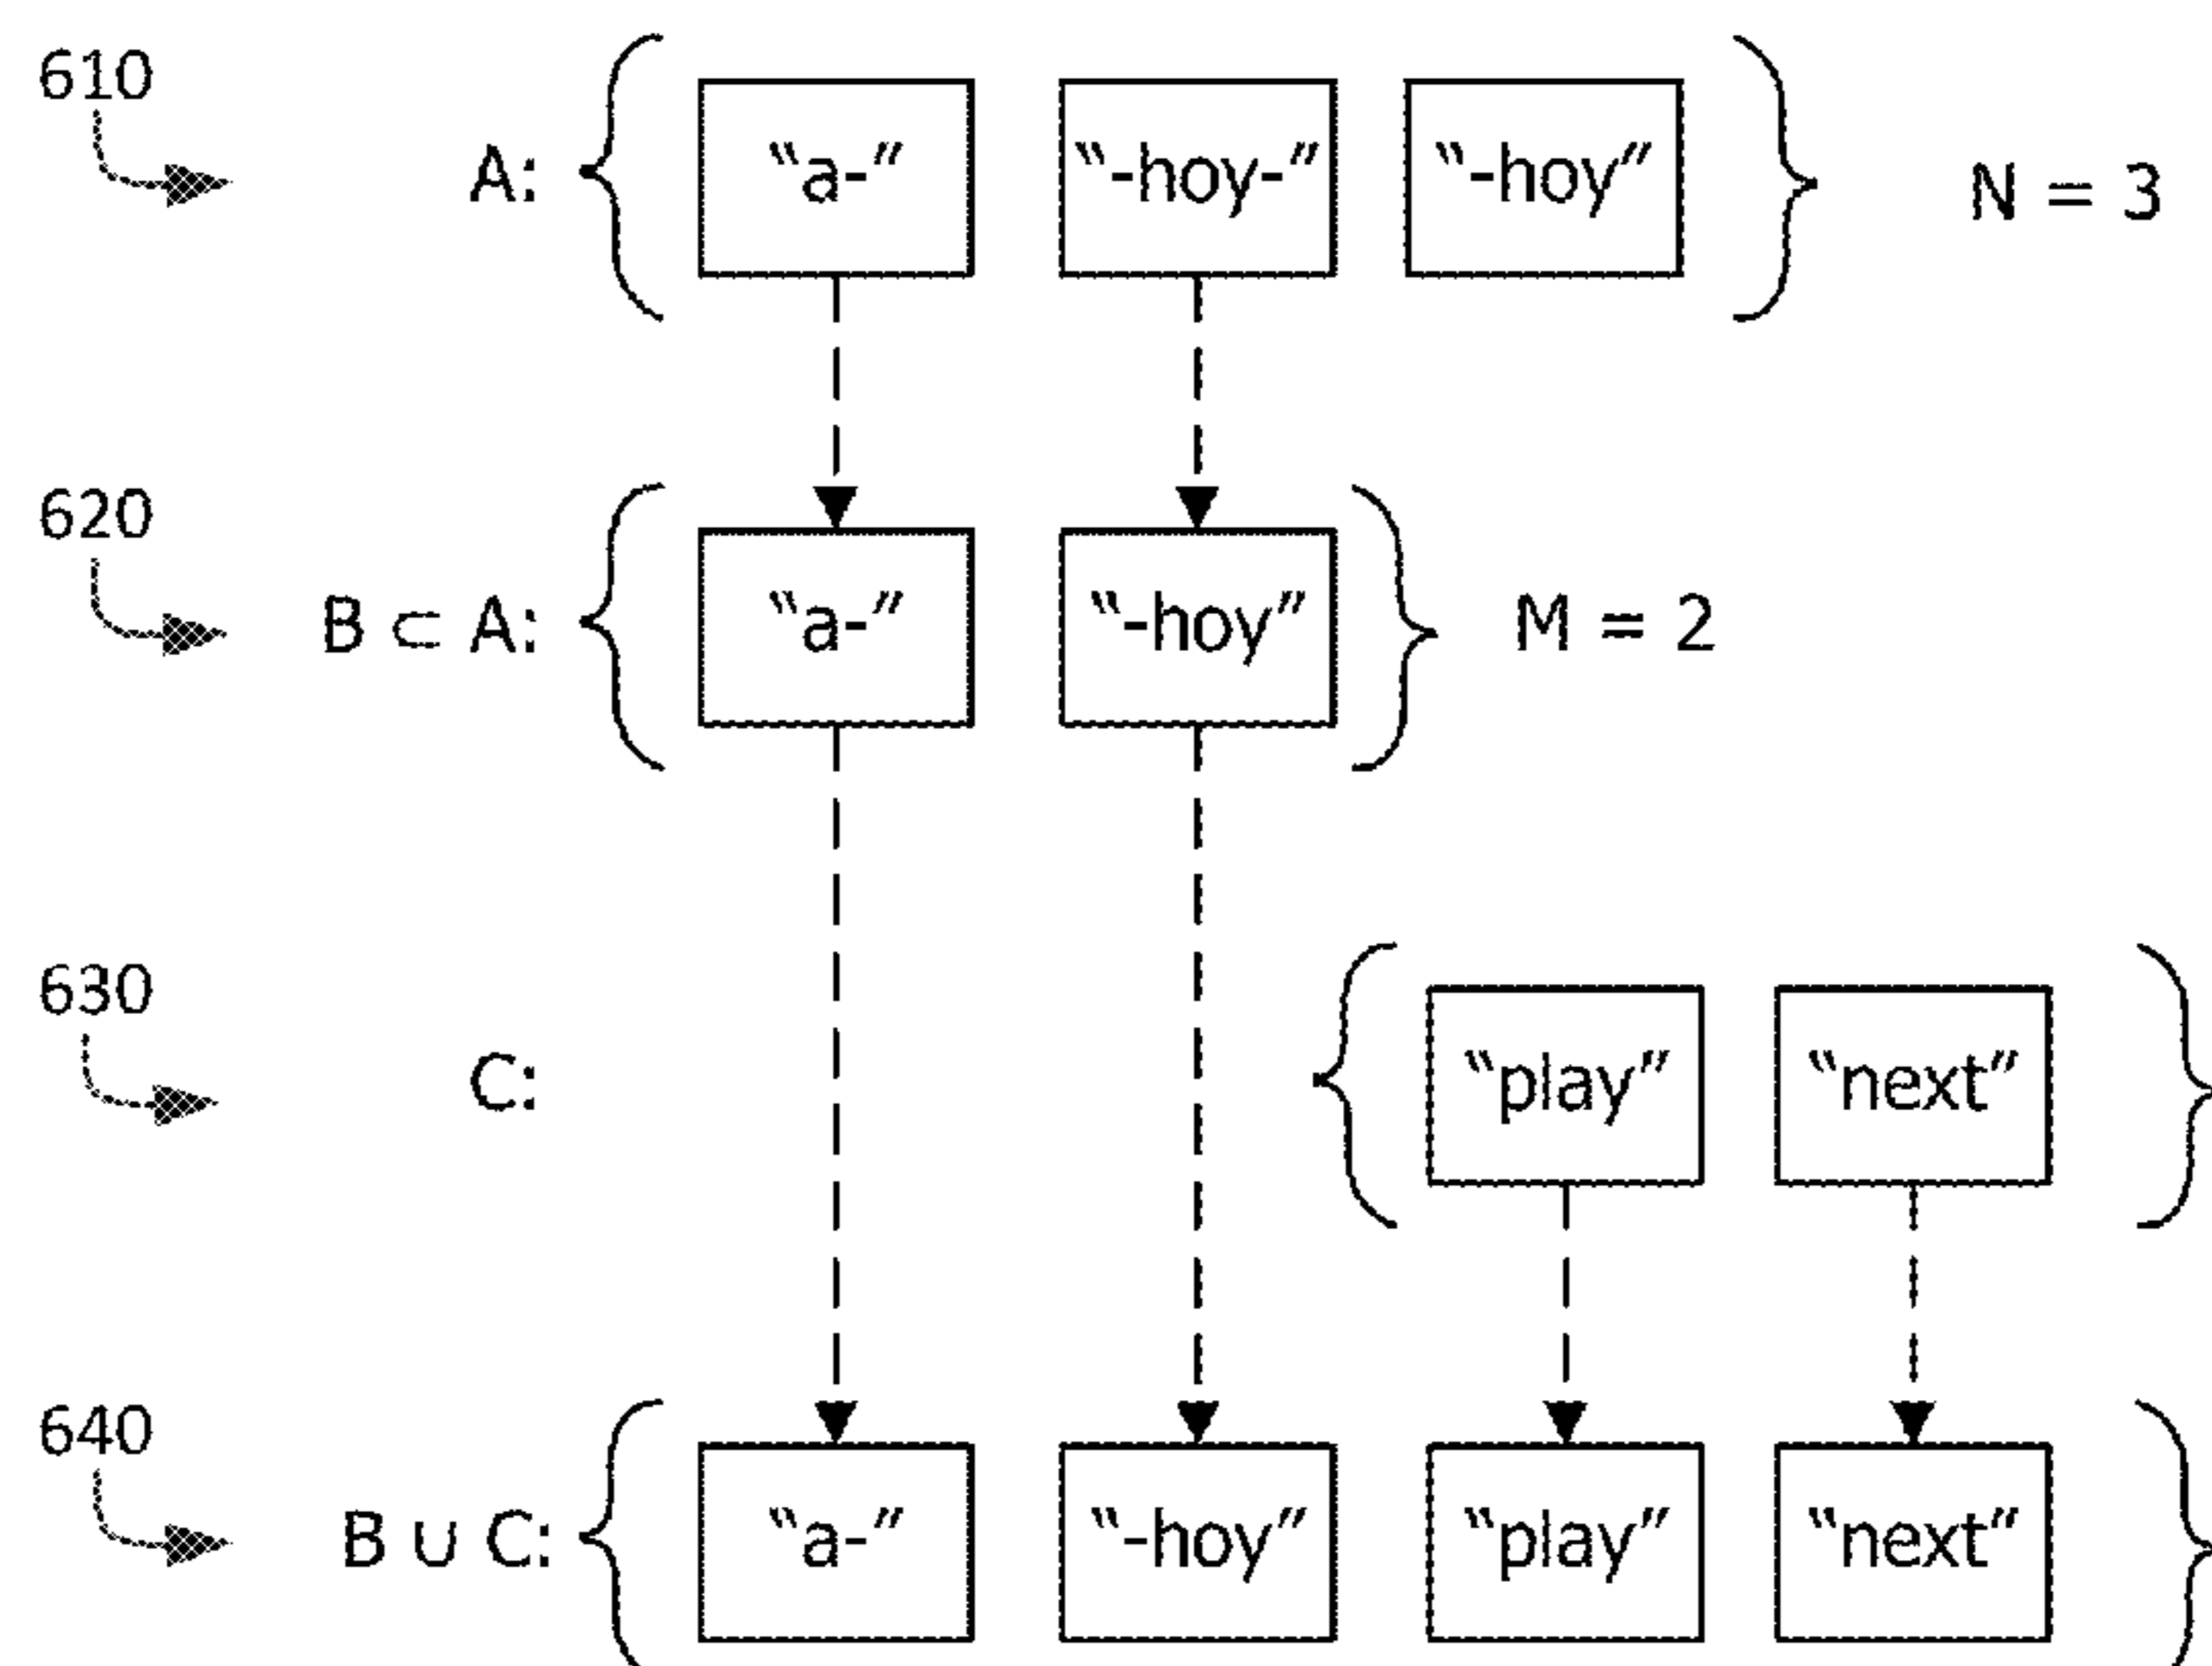 610
A: "a-" "-hoy-" "-hoy" N = 3
620
B ⊂ A: "a-" "-hoy" M = 2
630
C: "play" "next"
640
B ∪ C: "a-" "-hoy" "play" "next"